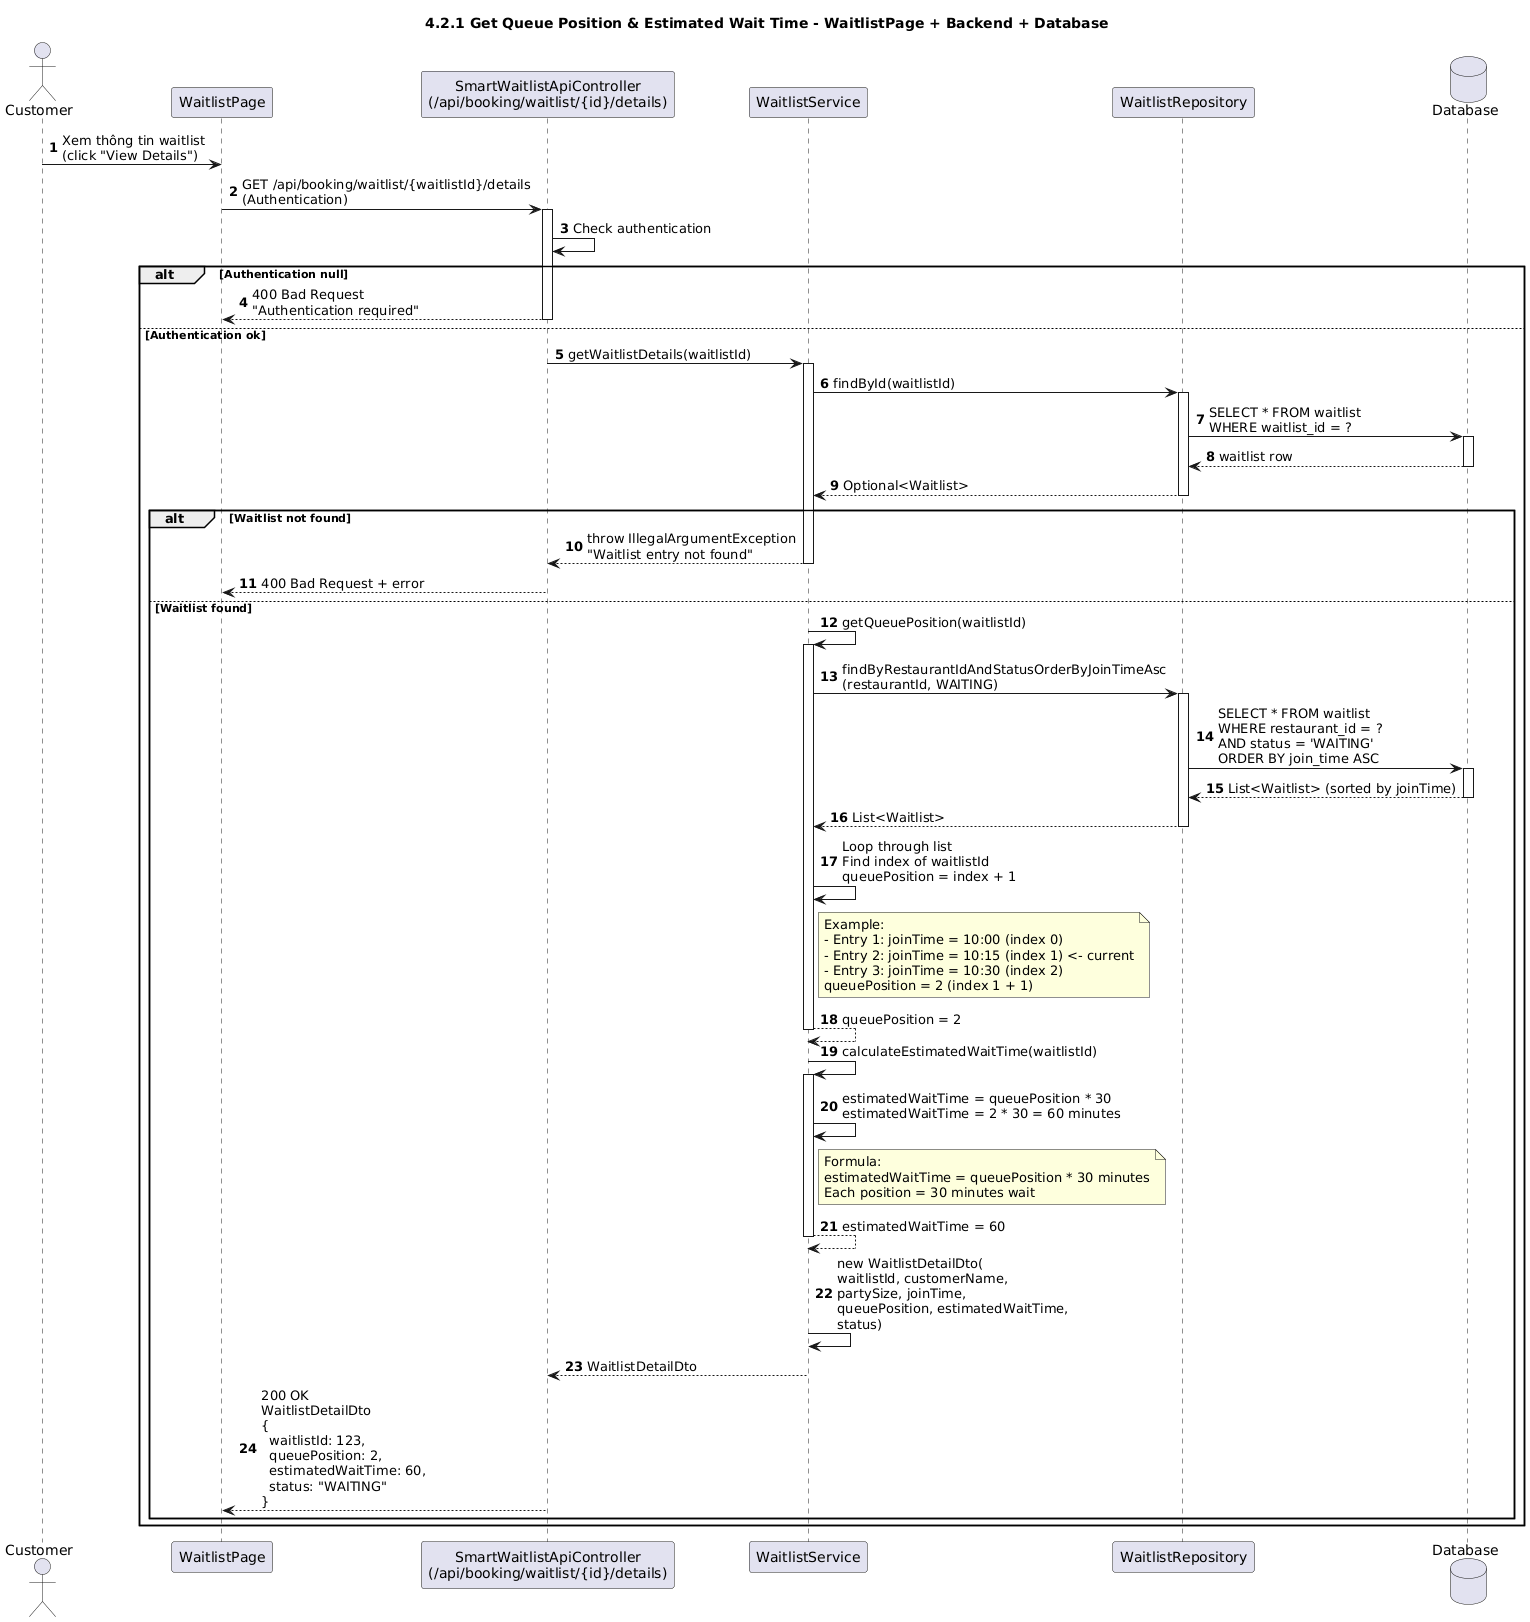 4.2.1 Get Queue Position & Estimated Wait Time - WaitlistPage + Backend + Database
Customer
WaitlistPage
SmartWaitlistApiController
(/api/booking/waitlist/{id}/details)
WaitlistService
WaitlistRepository
Database
1 Xem thông tin waitlist
(click "View Details")
2 GET /api/booking/waitlist/{waitlistId}/details
(Authentication)
3 Check authentication
alt [Authentication null]
4 400 Bad Request
"Authentication required"
[Authentication ok]
5 getWaitlistDetails(waitlistId)
6 findById(waitlistId)
7 SELECT * FROM waitlist
WHERE waitlist_id = ?
8 waitlist row
9 Optional<Waitlist>
alt [Waitlist not found]
10 throw IllegalArgumentException
"Waitlist entry not found"
11 400 Bad Request + error
[Waitlist found]
12 getQueuePosition(waitlistId)
13 findByRestaurantIdAndStatusOrderByJoinTimeAsc
(restaurantId, WAITING)
14 SELECT * FROM waitlist
WHERE restaurant_id = ?
AND status = 'WAITING'
ORDER BY join_time ASC
15 List<Waitlist> (sorted by joinTime)
16 List<Waitlist>
17 Loop through list
Find index of waitlistId
queuePosition = index + 1
Example:
- Entry 1: joinTime = 10:00 (index 0)
- Entry 2: joinTime = 10:15 (index 1) <- current
- Entry 3: joinTime = 10:30 (index 2)
queuePosition = 2 (index 1 + 1)
18 queuePosition = 2
19 calculateEstimatedWaitTime(waitlistId)
20 estimatedWaitTime = queuePosition * 30
estimatedWaitTime = 2 * 30 = 60 minutes
Formula:
estimatedWaitTime = queuePosition * 30 minutes
Each position = 30 minutes wait
21 estimatedWaitTime = 60
22 new WaitlistDetailDto(
waitlistId, customerName,
partySize, joinTime,
queuePosition, estimatedWaitTime,
status)
23 WaitlistDetailDto
24 200 OK
WaitlistDetailDto
{
waitlistId: 123,
queuePosition: 2,
estimatedWaitTime: 60,
status: "WAITING"
}
Customer
WaitlistPage
SmartWaitlistApiController
(/api/booking/waitlist/{id}/details)
WaitlistService
WaitlistRepository
Database